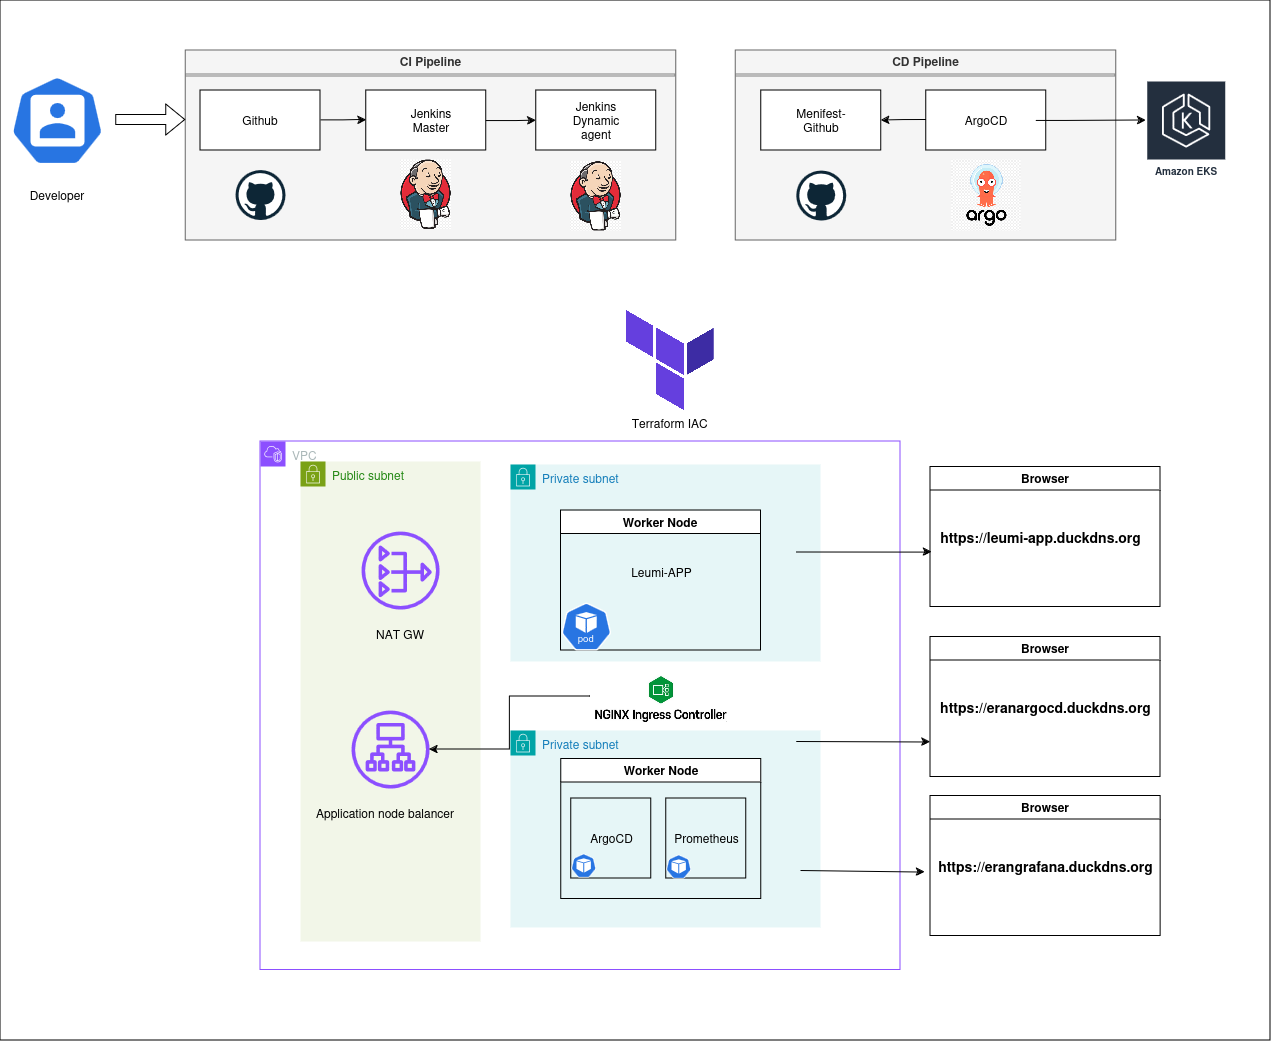 CI Pipeline
Github
Jenkins
Master
Jenkins
Dynamic
agent
Developer
CD Pipeline
Menifest-
Github
ArgoCD
argo
Amazon EKS
Terraform IAC
VPC
Public subnet
NAT GW
Application node balancer
Private subnet
Worker Node
Leumi-APP
pod
NGINX Ingress Controller
Private subnet
Worker Node
ArgoCD
Prometheus
Browser
https://leumi-app.duckdns.org
Browser
https://eranargocd.duckdns.org
Browser
https://erangrafana.duckdns.org